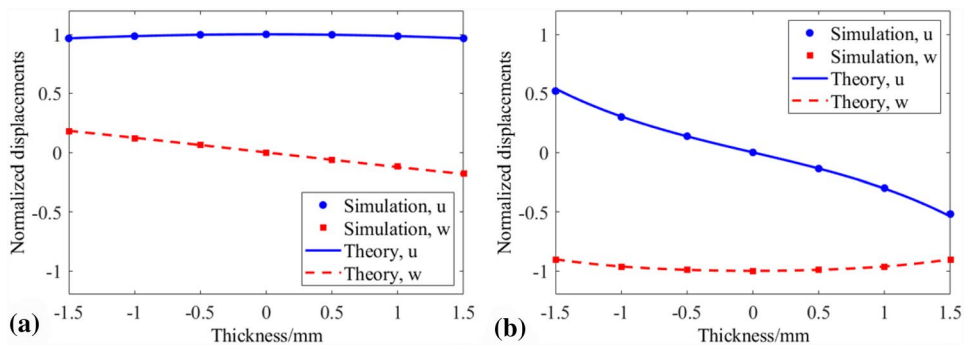 1
0.5
0
-0.5
-1
Normalized displacements
Simulation, u
Simulation, w
Theory, u
Theory, w
-1.5 -1 -0.5 0 0.5 1 1.5
Thickness/mm
(a)
1
0.5
0
-0.5
-1
Normalized displacements
Simulation, u
Simulation, w
Theory, u
Theory, w
-1.5 -1 -0.5 0 0.5 1 1.5
Thickness/mm
(b)